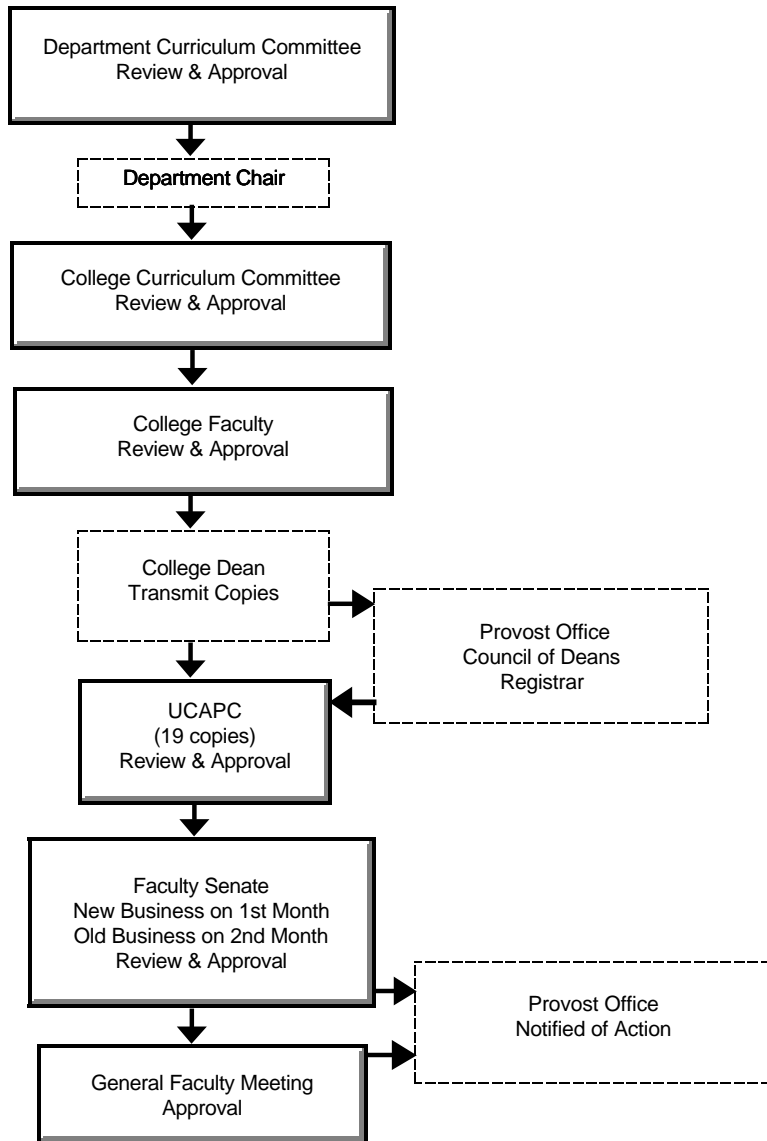 Department Curriculum Committee
Review & Approval
Department Chair
College Curriculum Committee
Review & Approval
College Faculty
Review & Approval
College Dean
Transmit Copies
Provost Office
Council of Deans
Registrar
UCAPC
(19 copies)
Review & Approval
Faculty Senate
New Business on 1st Month
Old Business on 2nd Month
Review & Approval
Provost Office
Notified of Action
General Faculty Meeting
Approval